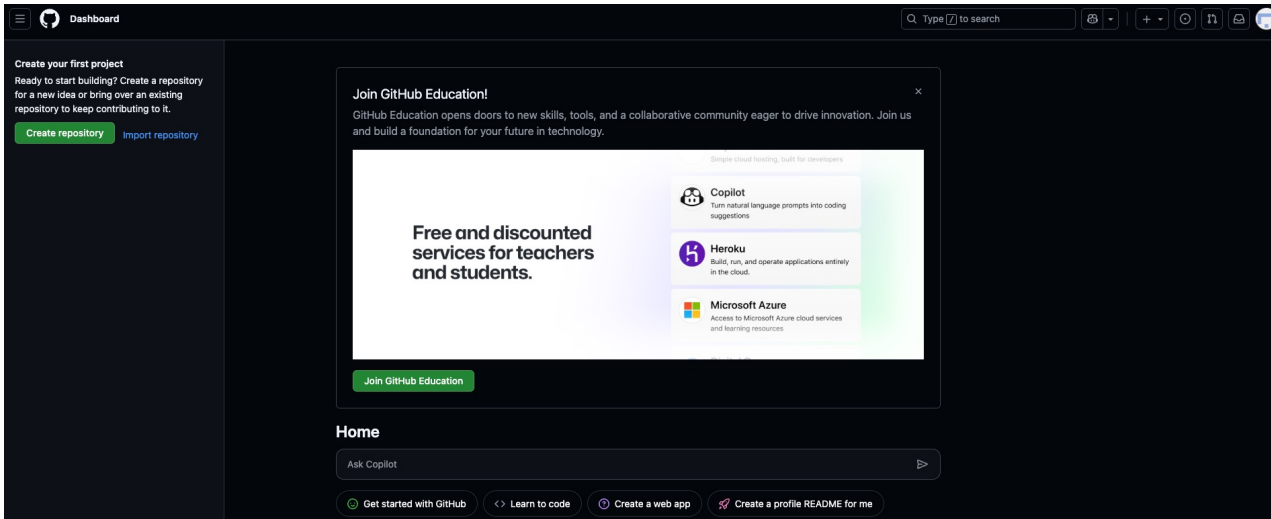 Dashboard
Type / to search
Create your first project
Ready to start building? Create a repository
for a new idea or bring over an existing
repository to keep contributing to it.
Create repository
Import repository
Join GitHub Education!
GitHub Education opens doors to new skills, tools, and a collaborative community eager to drive innovation. Join us
and build a foundation for your future in technology.
Simple cloud hosting, built for developers
Free and discounted
services for teachers
and students.
Copilot
Turn natural language prompts into coding
suggestions
Heroku
Build, run, and operate applications entirely
in the cloud.
Microsoft Azure
Access to Microsoft Azure cloud services
and learning resources
Join GitHub Education
Home
Ask Copilot
Get started with GitHub
Learn to code
Create a web app
Create a profile README for me